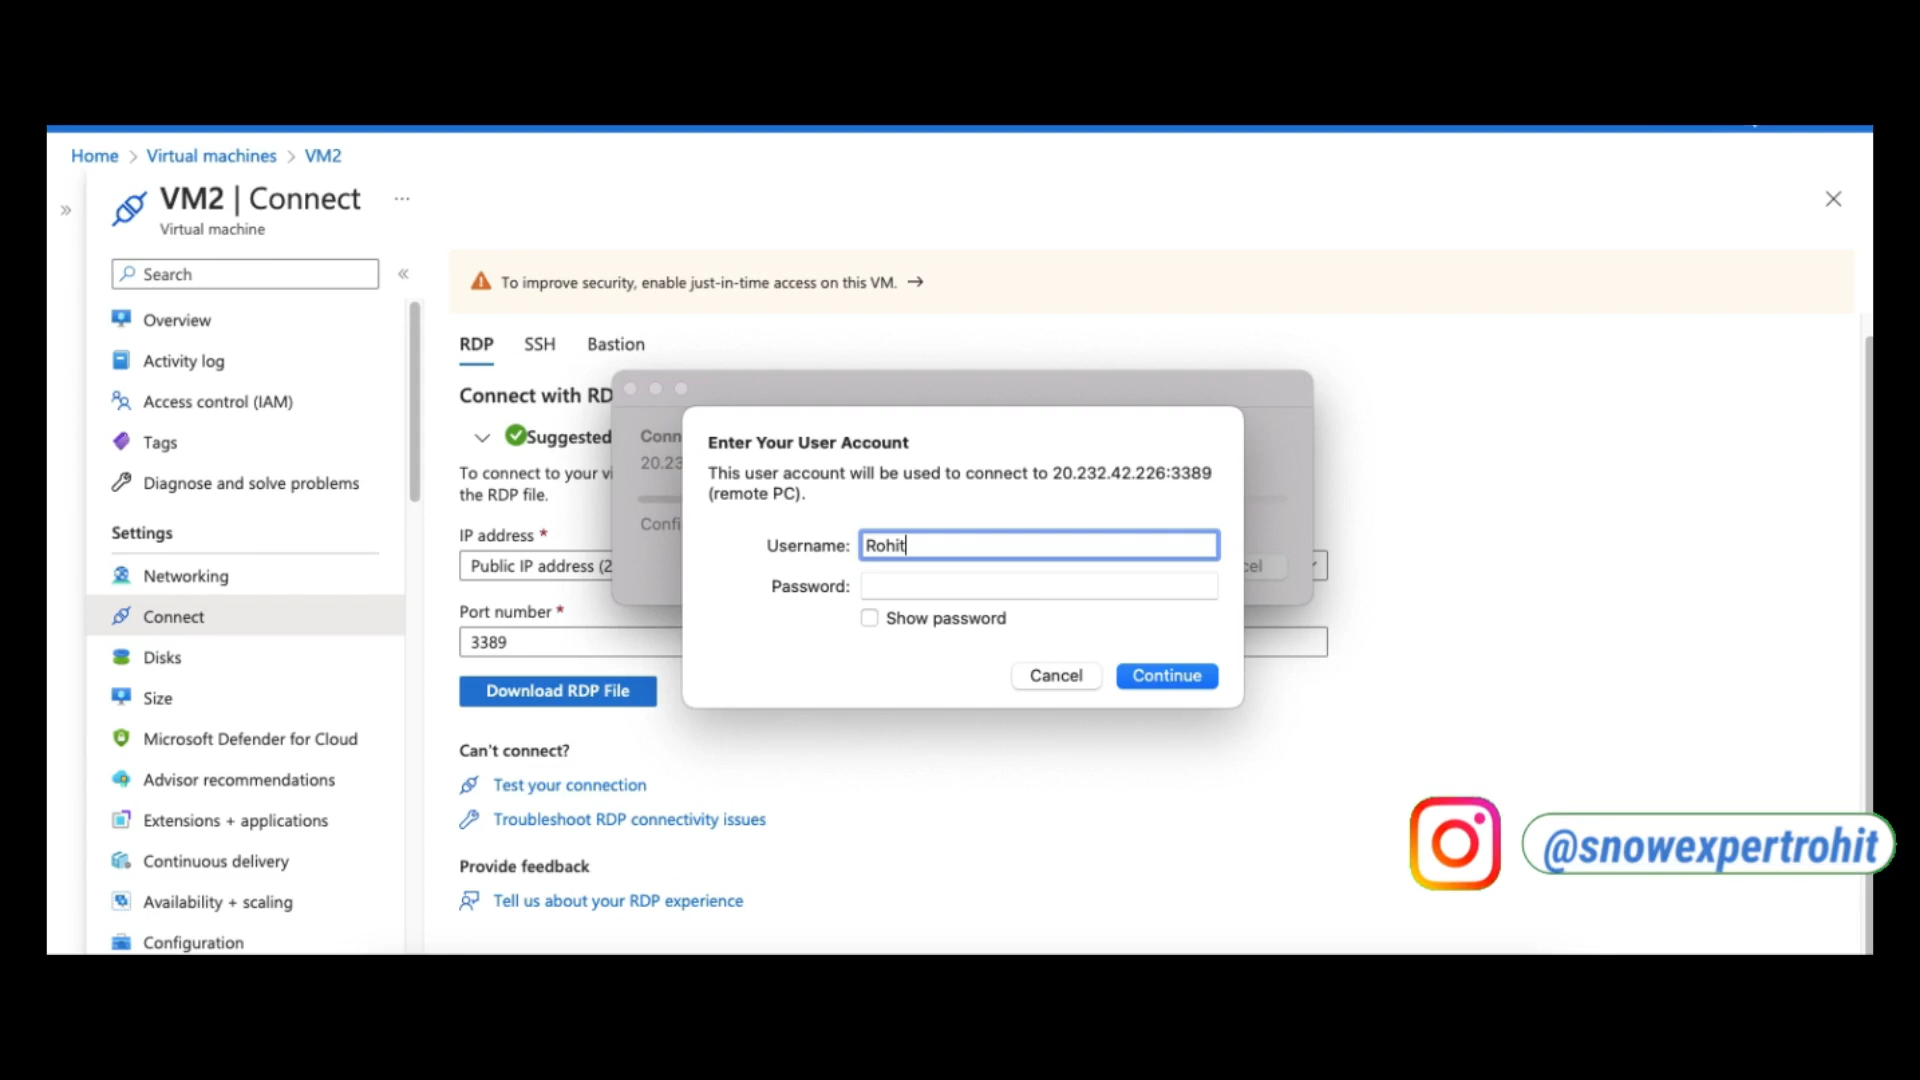 Home > Virtual machines > VM2
VM2 | Connect ...
Virtual machine
Search
Overview
Activity log
Access control (IAM)
Tags
Diagnose and solve problems
Settings
Networking
Connect
Disks
Size
Microsoft Defender for Cloud
Advisor recommendations
Extensions + applications
Continuous delivery
Availability + scaling
Configuration
To improve security, enable just-in-time access on this VM. →
RDP SSH Bastion
Connect with RD
Suggested
To connect to your vi
the RDP file.
IP address *
Public IP address (2
Port number *
3389
Download RDP File
Can't connect?
Test your connection
Troubleshoot RDP connectivity issues
Provide feedback
Tell us about your RDP experience
Conn
20.23
Confi
cel
Enter Your User Account
This user account will be used to connect to 20.232.42.226:3389
(remote PC).
Username: Rohit
Password:
Show password
Cancel Continue
@snowexpertrohit